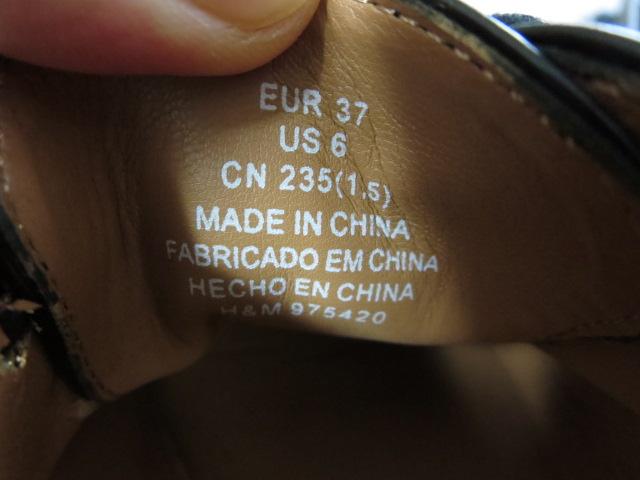 EUR 37
US 6
CN 235(1.5)
MADE IN CHINA
FABRICADO EM CHINA
HECHO EN CHINA
H&M 975420